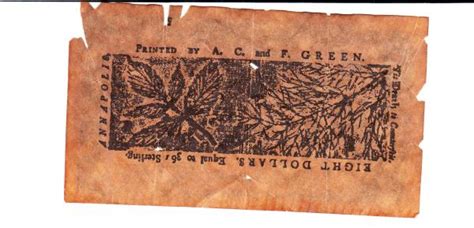 PRINTED BY A. C. and F. GREEN.
ANNAPOLIS
EIGHT DOLLARS. Equal to 36s Sterling.
'Tis Death to Counterfeit